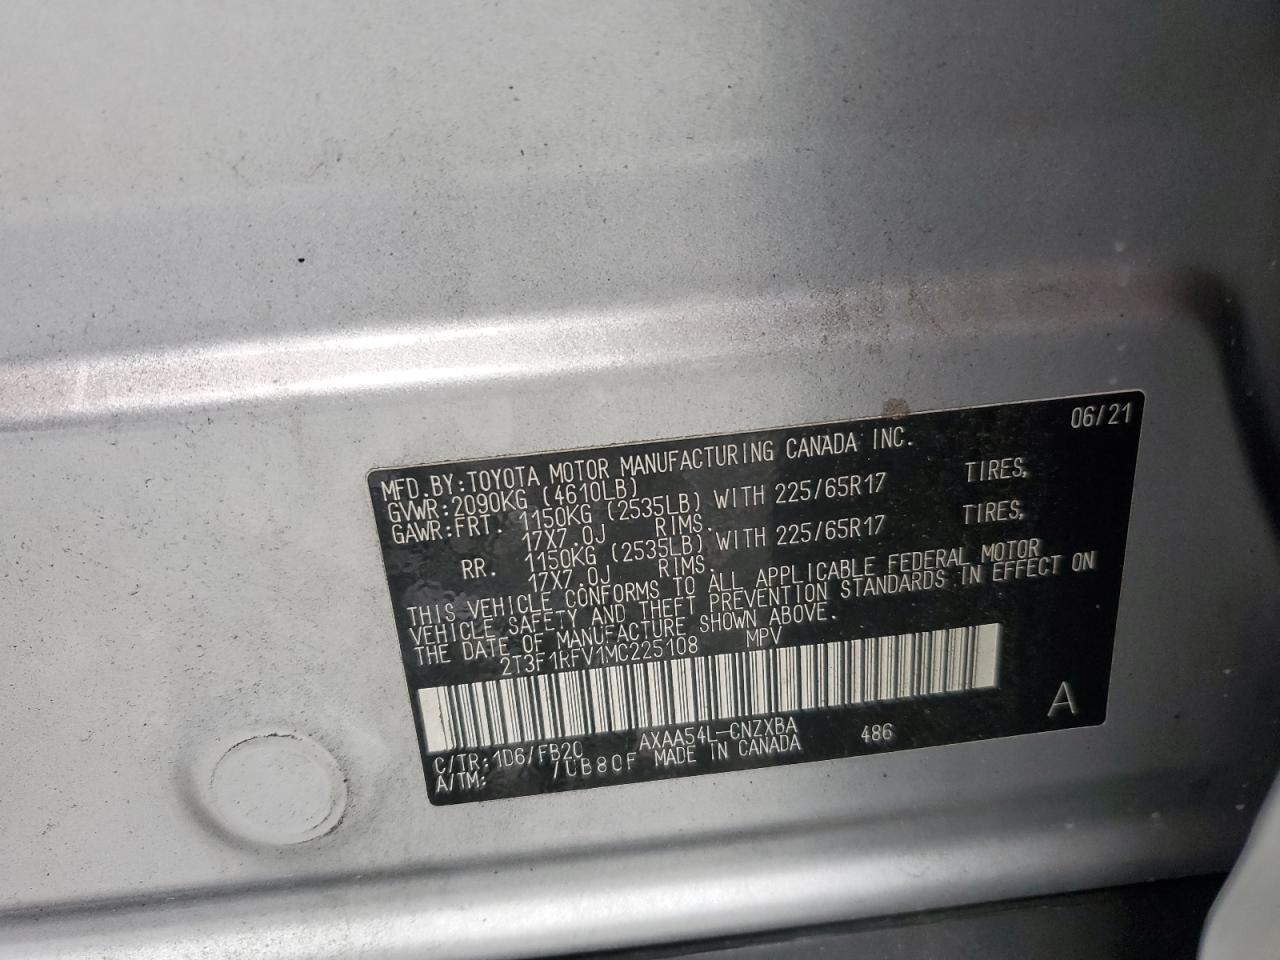 06/21
MFD.BY:TOYOTA MOTOR MANUFACTURING CANADA INC.
GVWR:2090KG (4610LB)
GAWR:FRT. 1150KG (2535LB) WITH 225/65R17 TIRES,
17X7.0J RIMS.
RR. 1150KG (2535LB) WITH 225/65R17 TIRES,
17X7.0J RIMS.
THIS VEHICLE CONFORMS TO ALL APPLICABLE FEDERAL MOTOR
VEHICLE SAFETY AND THEFT PREVENTION STANDARDS IN EFFECT ON
THE DATE OF MANUFACTURE SHOWN ABOVE.
2T3F1RFV1MC225108 MPV
A
C/TR:1D6/FB20 AXAA54L-CNZXBA 486
A/TM: /UB80F MADE IN CANADA